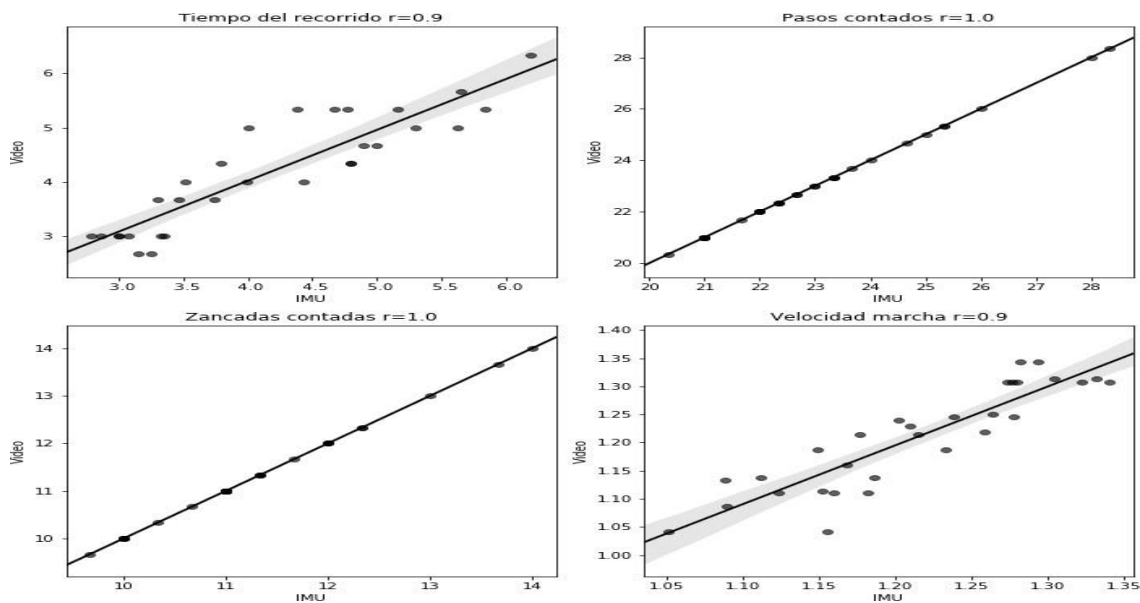 Tiempo del recorrido r=0.9
Video
6
5
4
3
3.0 3.5 4.0 4.5 5.0 5.5 6.0
IMU
Pasos contados r=1.0
Video
28
26
24
22
20
20 21 22 23 24 25 26 27 28
IMU
Zancadas contadas r=1.0
Video
14
13
12
11
10
10 11 12 13 14
IMU
Velocidad marcha r=0.9
Video
1.40
1.35
1.30
1.25
1.20
1.15
1.10
1.05
1.00
1.05 1.10 1.15 1.20 1.25 1.30 1.35
IMU